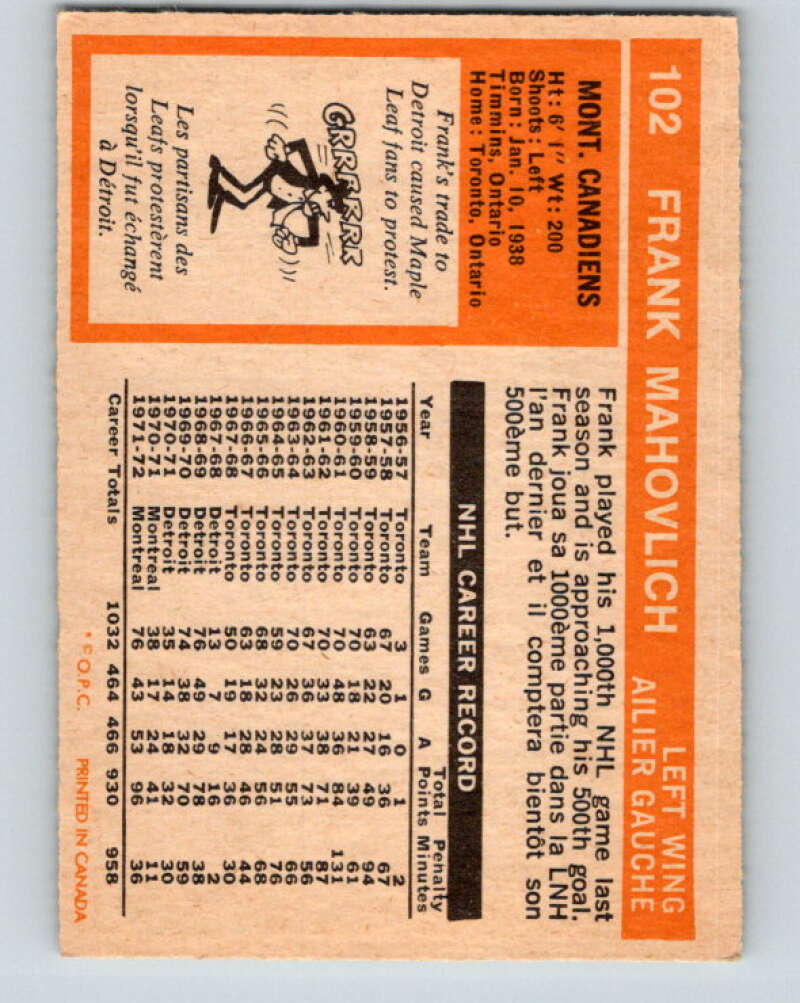 102 FRANK MAHOVLICH
LEFT WING
AILIER GAUCHE
MONT. CANADIENS
Ht: 6' 1" Wt: 200
Shoots: Left
Born: Jan. 10, 1938
Timmins, Ontario
Home: Toronto, Ontario
Frank's trade to
Detroit caused Maple
Leaf fans to protest.
GRRRRRR
Les partisans des
Leafs protestèrent
lorsqu'il fut échangé
à Détroit.
Frank played his 1,000th NHL game last
season and is approaching his 500th goal.
Frank joua sa 1000ème partie dans la LNH
l'an dernier et il comptera bientôt son
500ème but.
NHL CAREER RECORD
Total Penalty
Year Team Games G A Points Minutes
1956-57 Toronto 3 1 0 1 2
1957-58 Toronto 67 20 16 36 67
1958-59 Toronto 63 22 27 49 94
1959-60 Toronto 70 18 21 39 61
1960-61 Toronto 70 48 36 84 131
1961-62 Toronto 70 33 38 71 87
1962-63 Toronto 67 36 37 73 56
1963-64 Toronto 70 26 29 55 66
1964-65 Toronto 59 23 28 51 76
1965-66 Toronto 68 32 24 56 68
1966-67 Toronto 63 18 28 46 44
1967-68 Toronto 50 19 17 36 30
1967-68 Detroit 13 7 9 16 2
1968-69 Detroit 76 49 29 78 38
1969-70 Detroit 74 38 32 70 59
1970-71 Detroit 35 14 18 32 30
1970-71 Montreal 38 17 24 41 11
1971-72 Montreal 76 43 53 96 36
Career Totals 1032 464 466 930 958
* © O.P.C. PRINTED IN CANADA